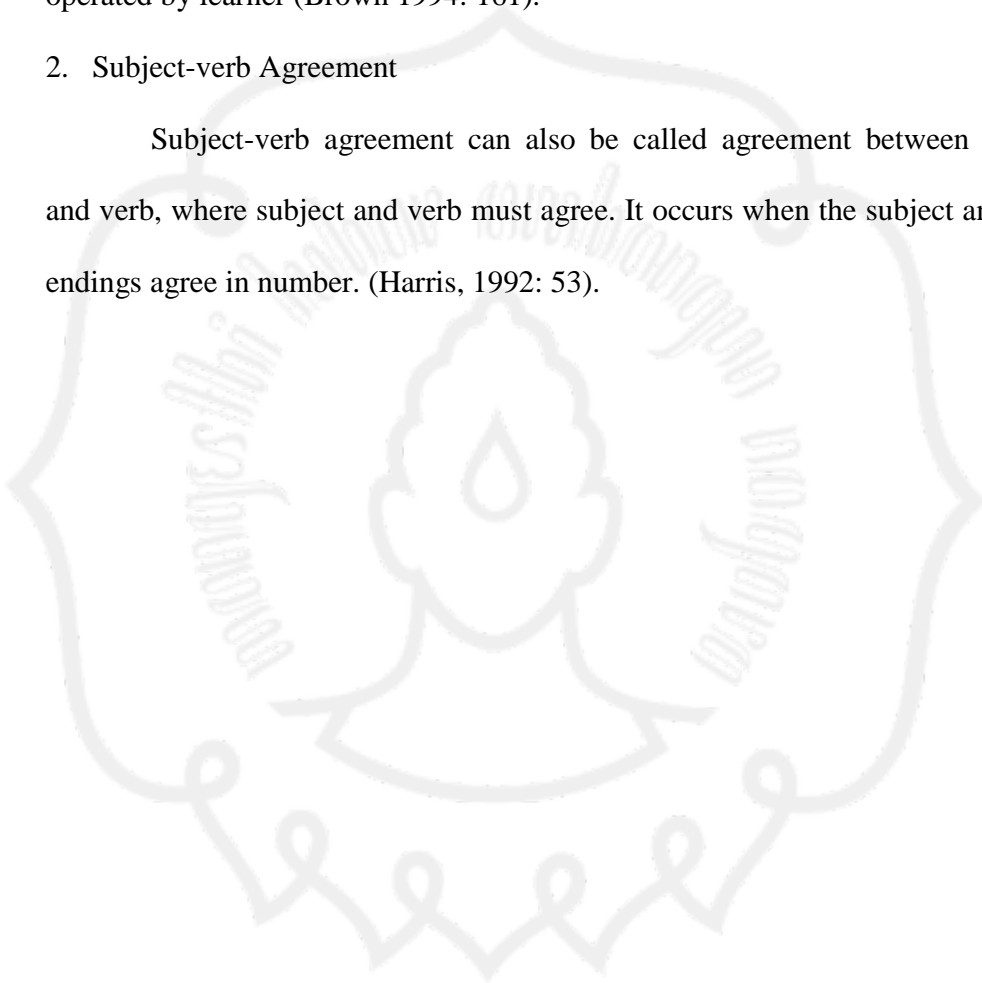 operated by learner (Brown 1994: 161).
2. Subject-verb Agreement
Subject-verb agreement can also be called agreement between
and verb, where subject and verb must agree. It occurs when the subject
endings agree in number. (Harris, 1992: 53).